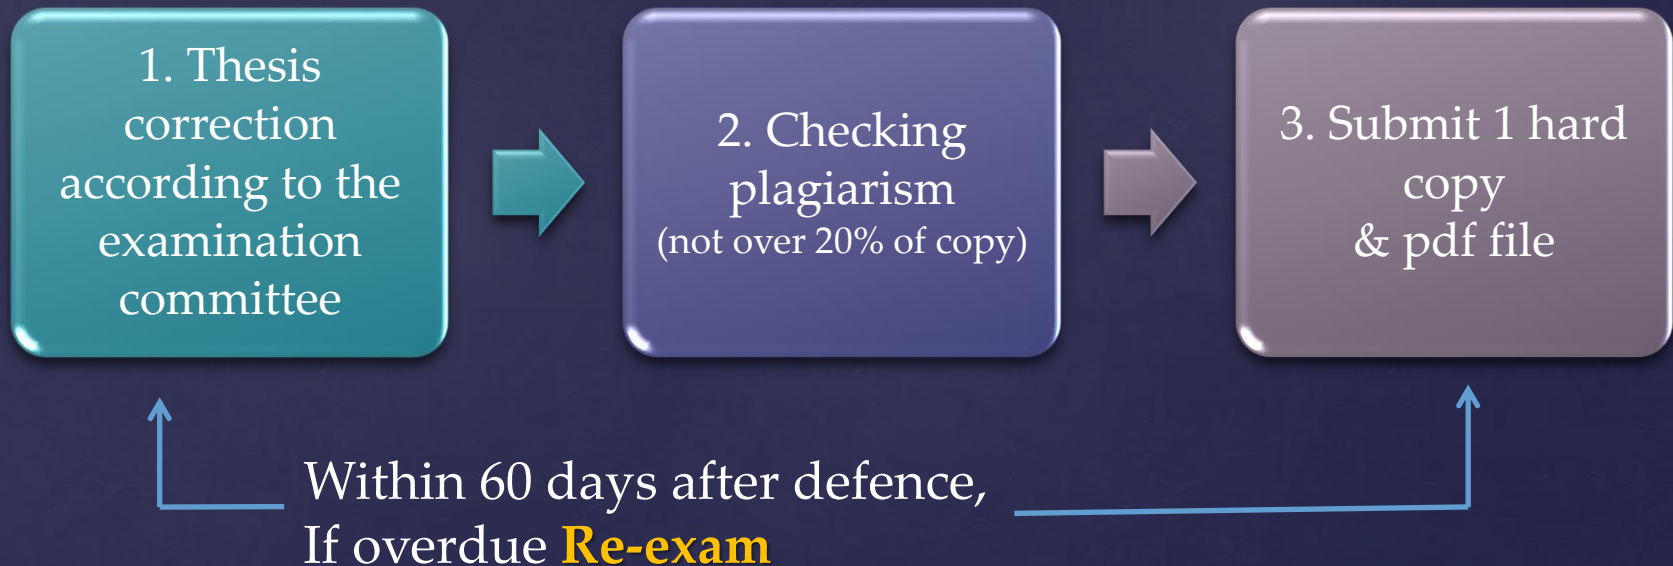 1. Thesis
correction
according to the
examination
committee
2. Checking
plagiarism
(not over 20% of copy)
3. Submit 1 hard
copy
& pdf file
Within 60 days after defence,
If overdue Re-exam